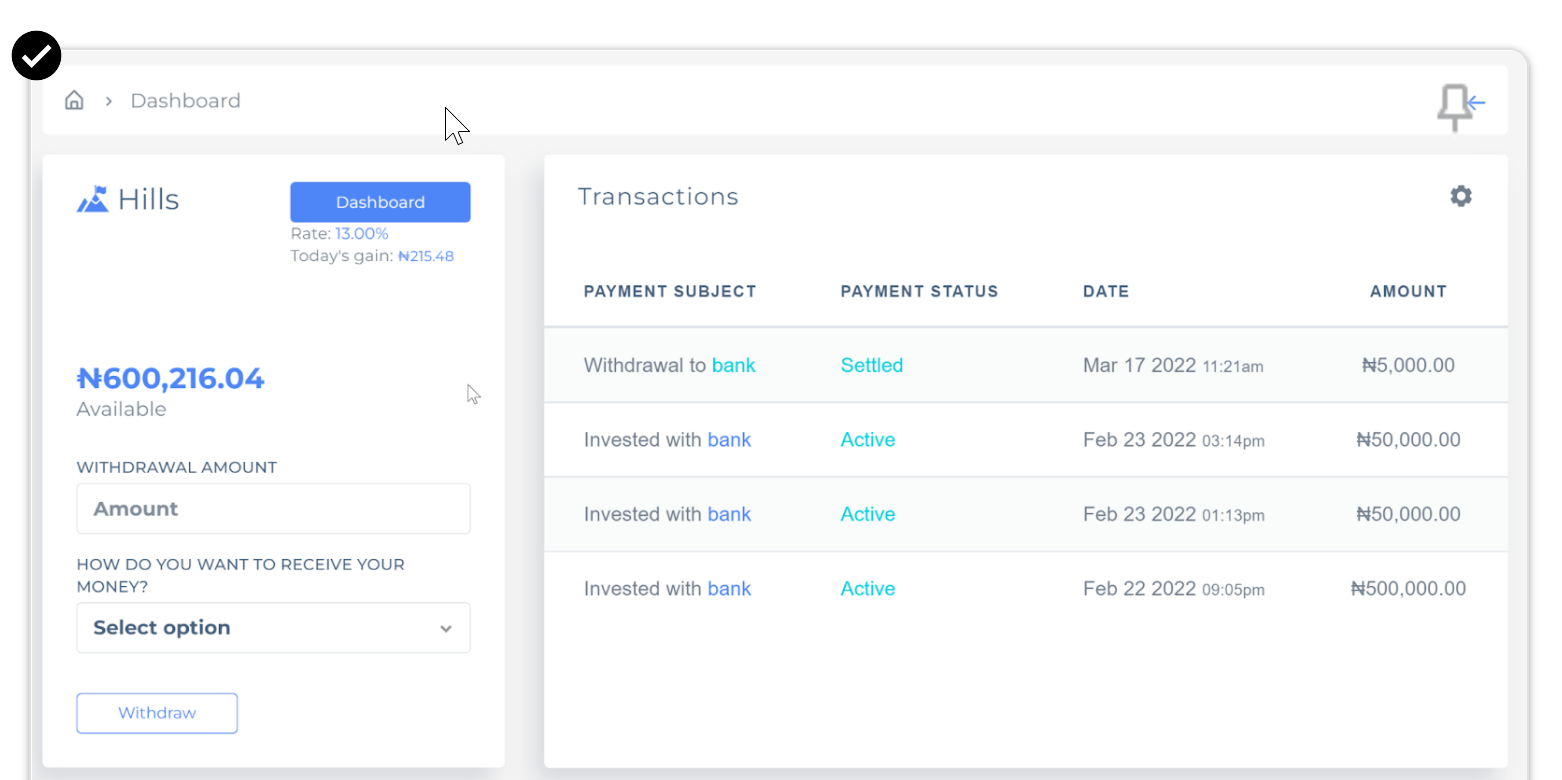 Dashboard
Hills
Dashboard
Rate: 13.00%
Today's gain: ₦215.48
₦600,216.04
Available
WITHDRAWAL AMOUNT
Amount
HOW DO YOU WANT TO RECEIVE YOUR
MONEY?
Select option
Withdraw
Transactions
PAYMENT SUBJECT PAYMENT STATUS DATE AMOUNT
Withdrawal to bank Settled Mar 17 2022 11:21am ₦5,000.00
Invested with bank Active Feb 23 2022 03:14pm ₦50,000.00
Invested with bank Active Feb 23 2022 01:13pm ₦50,000.00
Invested with bank Active Feb 22 2022 09:05pm ₦500,000.00